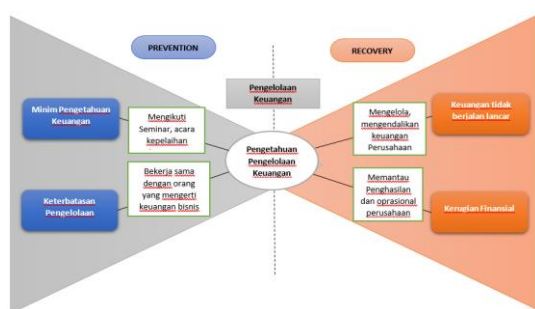 PREVENTION
RECOVERY
Pengelolaan
Keuangan
Minim Pengetahuan
Keuangan
Mengikuti
Seminar, acara
kepelaihan
Keterbatasan
Pengelolaan
Bekerja sama
dengan orang
yang mengerti
keuangan bisnis
Pengetahuan
Pengelolaan
Keuangan
Mengelola,
mengendalikan
keuangan
Perusahaan
Keuangan tidak
berjalan lancar
Memantau
Penghasilan
dan oprasional
perusahaan
Kerugian Finansial